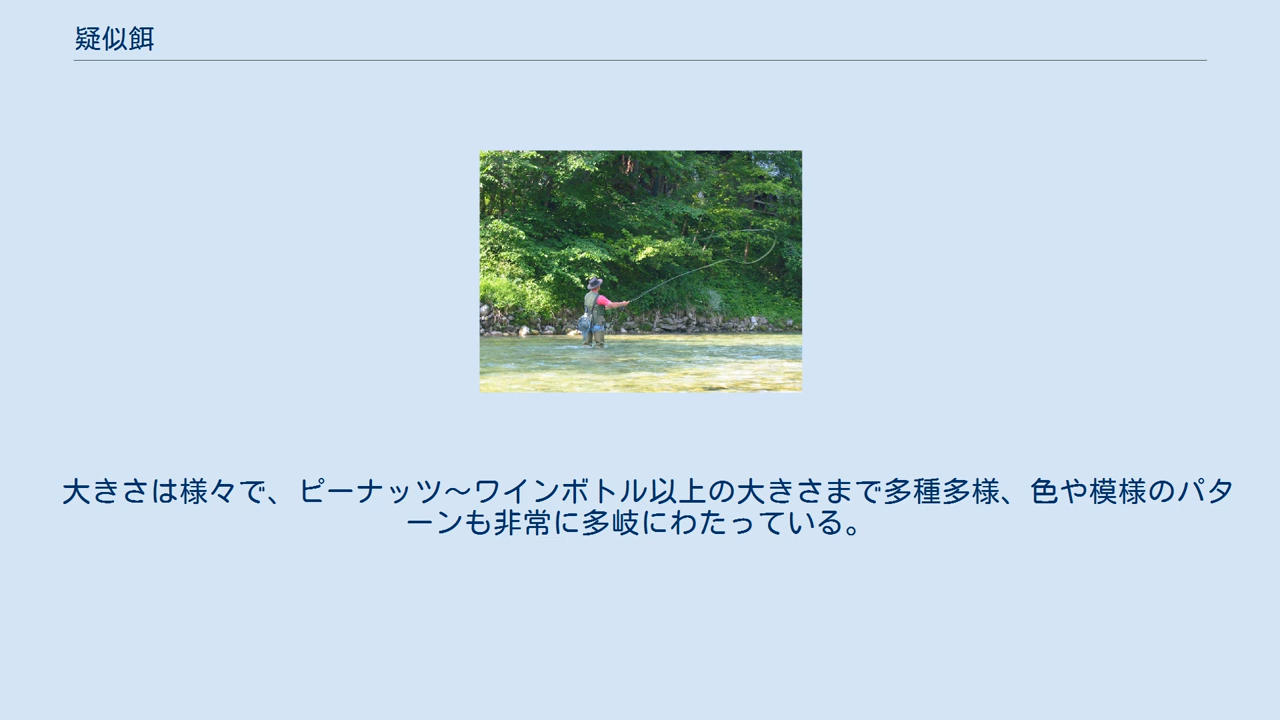 疑似餌
大きさは様々で、ピーナッツ〜ワインボトル以上の大きさまで多種多様、色や模様のパタ
ーンも非常に多岐にわたっている。